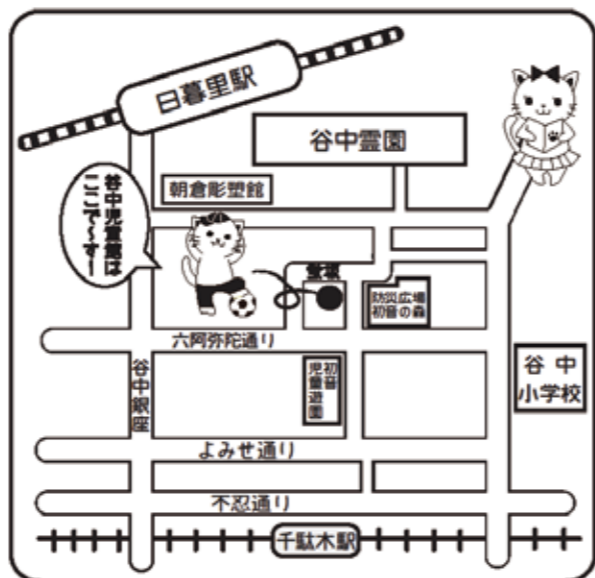 日暮里駅
谷中霊園
朝倉彫塑館
谷中児童館は
ここで〜すー
螢坂
防災広場
初音の森
六阿弥陀通り
谷中
小学校
初音
児童遊園
谷中銀座
よみせ通り
不忍通り
千駄木駅